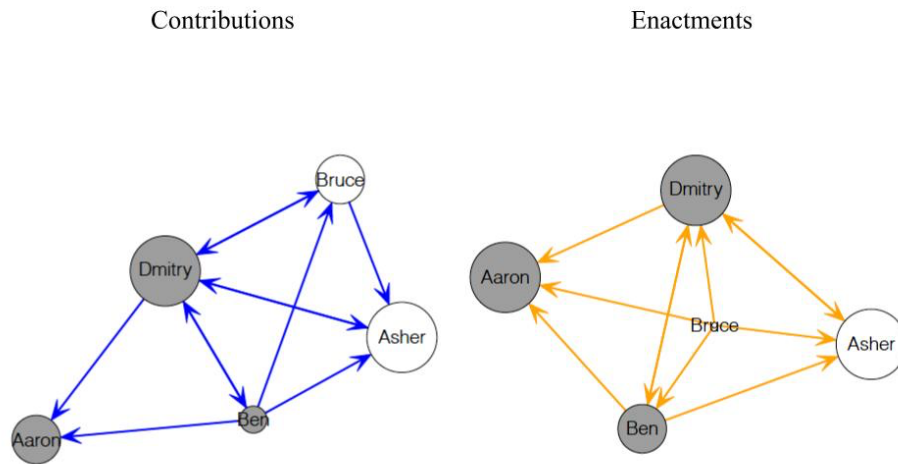 Contributions
Enactments
Bruce
Dmitry
Asher
Ben
Aaron
Dmitry
Aaron
Bruce
Asher
Ben